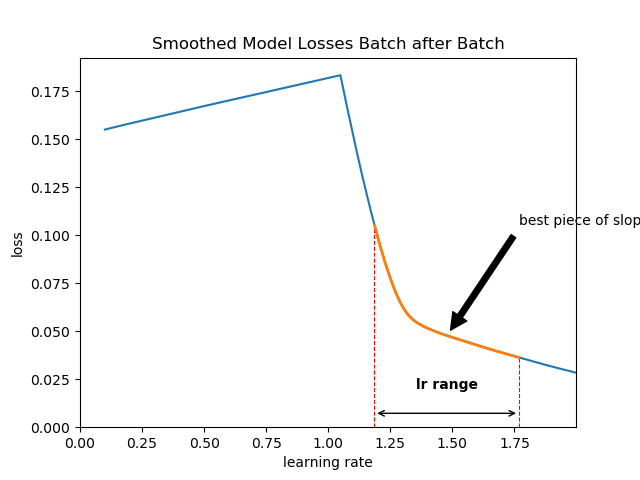 Smoothed Model Losses Batch after Batch
0.175
0.150
0.125
0.100
0.075
0.050
0.025
0.000
loss
best piece of slop
lr range
0.00 0.25 0.50 0.75 1.00 1.25 1.50 1.75
learning rate